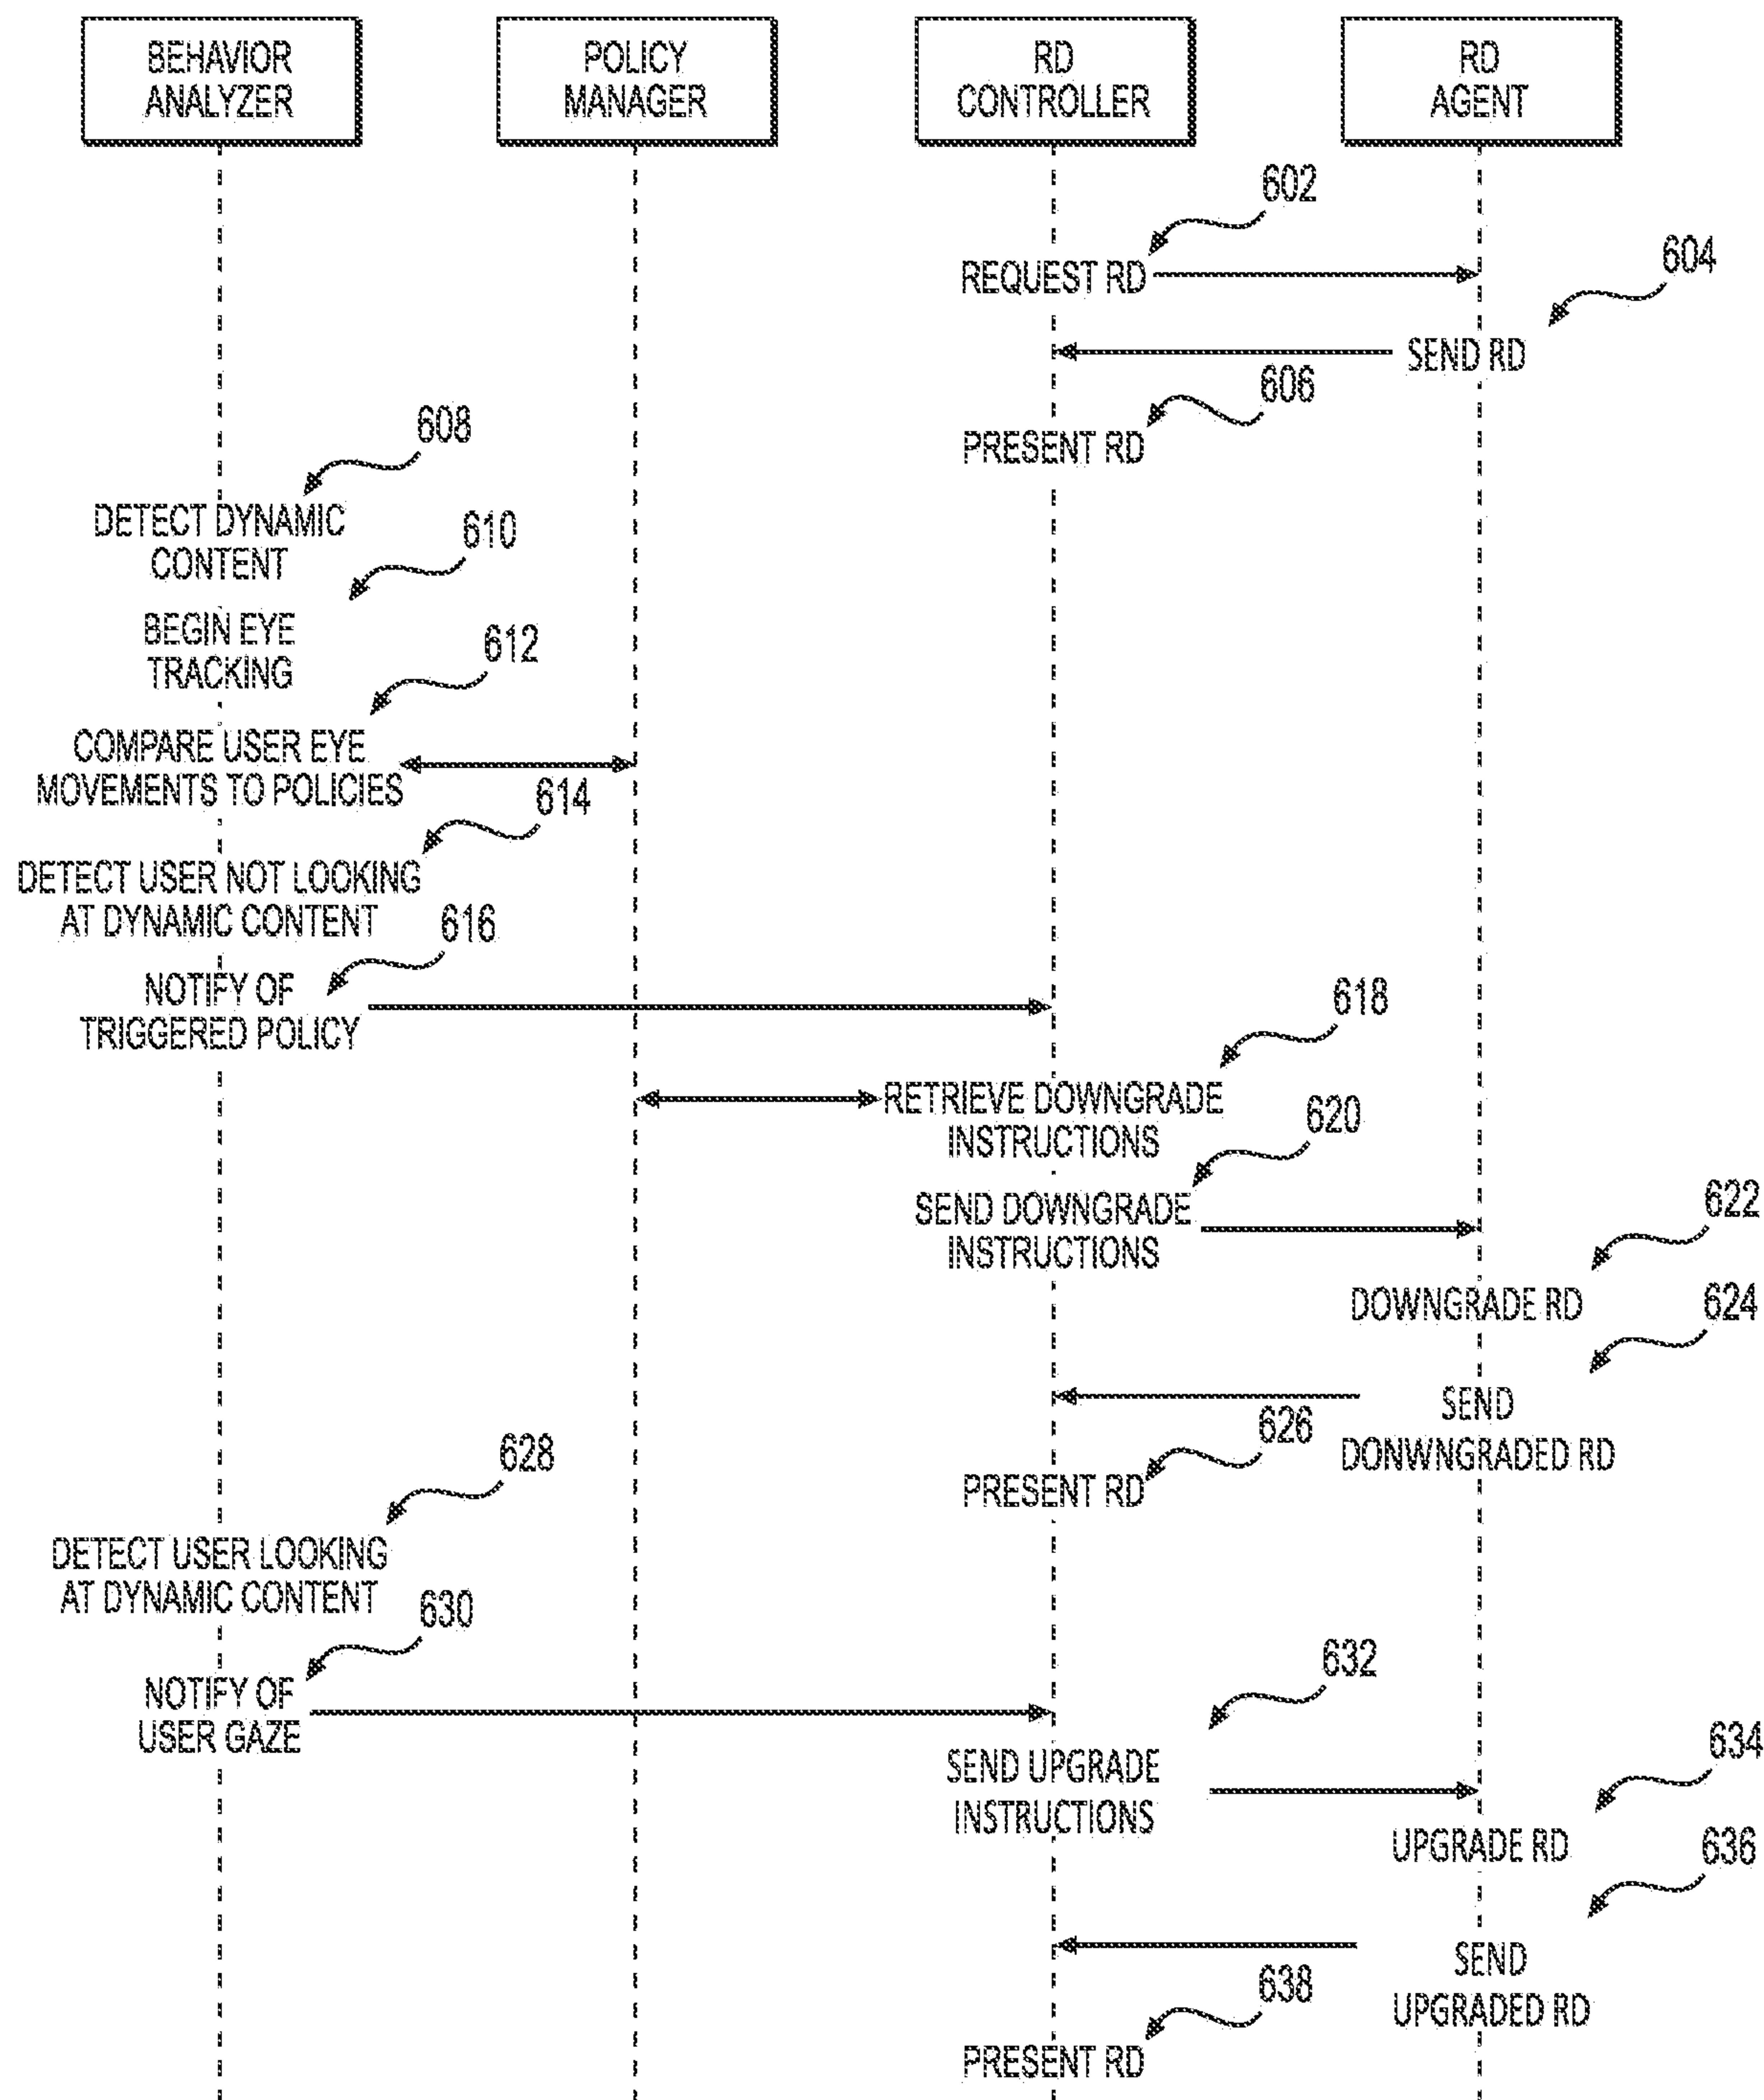 BEHAVIOR
ANALYZER
POLICY
MANAGER
RD
CONTROLLER
RD
AGENT
602
REQUEST RD
604
SEND RD
606
PRESENT RD
608
DETECT DYNAMIC
CONTENT
610
BEGIN EYE
TRACKING
612
COMPARE USER EYE
MOVEMENTS TO POLICIES
614
DETECT USER NOT LOOKING
AT DYNAMIC CONTENT
616
NOTIFY OF
TRIGGERED POLICY
618
RETRIEVE DOWNGRADE
INSTRUCTIONS
620
SEND DOWNGRADE
INSTRUCTIONS
622
DOWNGRADE RD
624
SEND
DONWNGRADED RD
626
PRESENT RD
628
DETECT USER LOOKING
AT DYNAMIC CONTENT
630
NOTIFY OF
USER GAZE
632
SEND UPGRADE
INSTRUCTIONS
634
UPGRADE RD
636
SEND
UPGRADED RD
638
PRESENT RD